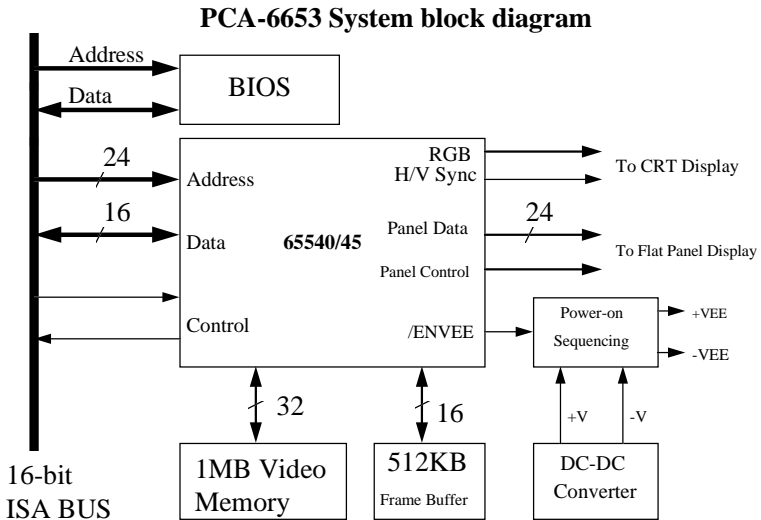 PCA-6653 System block diagram
Address
BIOS
Data
24
Address
RGB
H/V Sync
To CRT Display
16
Data
65540/45
Panel Data
24
Panel Control
To Flat Panel Display
Control
/ENVEE
Power-on
Sequencing
+VEE
-VEE
32
16
+V
-V
1MB Video
Memory
512KB
Frame Buffer
DC-DC
Converter
16-bit
ISA BUS